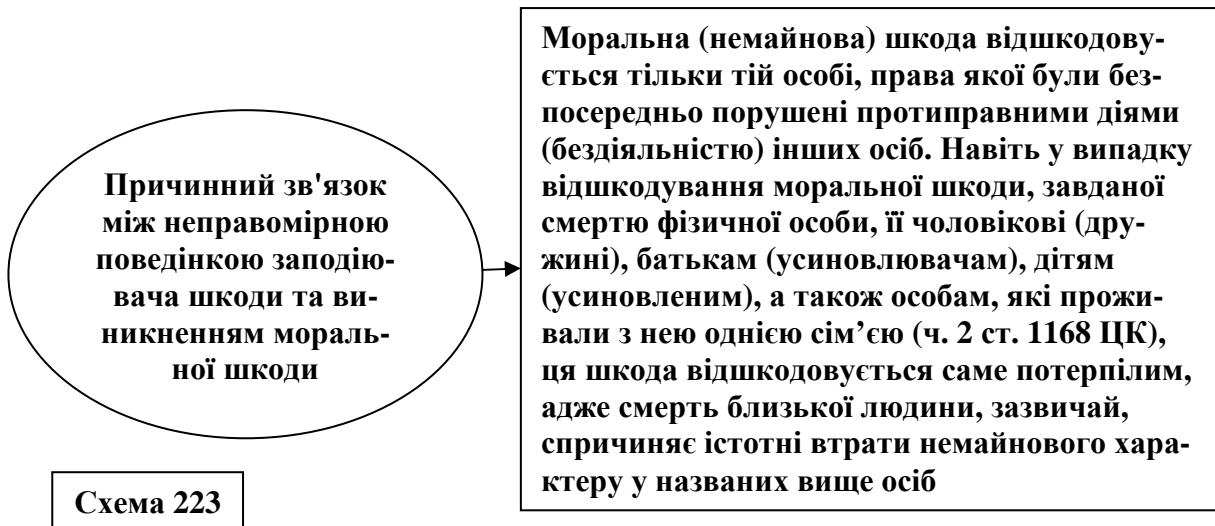 Причинний зв'язок
між неправомірною
поведінкою заподію-
вача шкоди та ви-
никненням мораль-
ної шкоди
Моральна (немайнова) шкода відшкодову-
ється тільки тій особі, права якої були без-
посередньо порушені протиправними діями
(бездіяльністю) інших осіб. Навіть у випадку
відшкодування моральної шкоди, завданої
смертю фізичної особи, її чоловікові (дру-
жині), батькам (усиновлювачам), дітям
(усиновленим), а також особам, які прожи-
вали з нею однією сім’єю (ч. 2 ст. 1168 ЦК),
ця шкода відшкодовується саме потерпілим,
адже смерть близької людини, зазвичай,
спричиняє істотні втрати немайнового хара-
ктеру у названих вище осіб
Схема 223